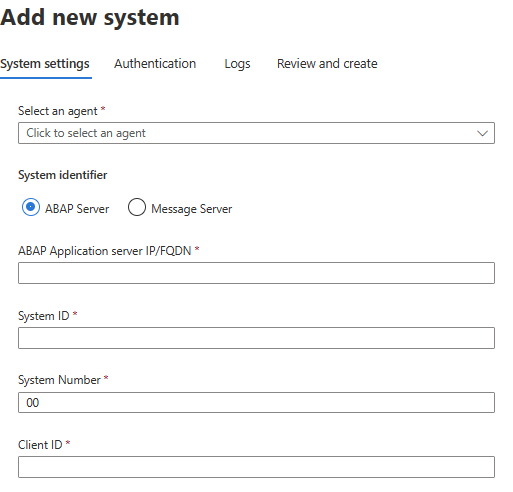 Add new system
System settings Authentication Logs Review and create
Select an agent *
Click to select an agent
System identifier
ABAP Server Message Server
ABAP Application server IP/FQDN *
System ID *
System Number *
00
Client ID *